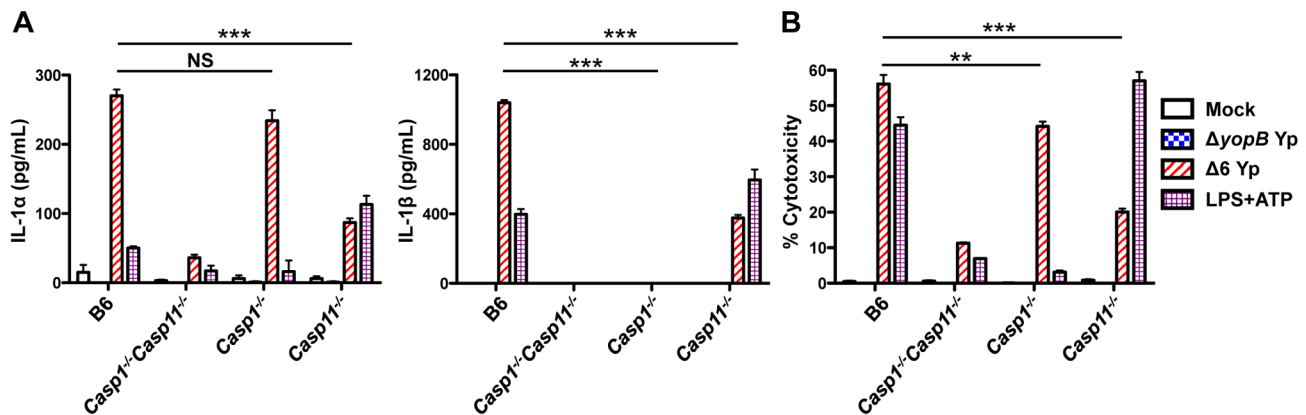 A
B
***
NS
IL-1α (pg/mL)
300
200
100
0
B6
Casp1-/-Casp11-/-
Casp1-/-
Casp11-/-
***
***
IL-1β (pg/mL)
1200
800
400
0
B6
Casp1-/-Casp11-/-
Casp1-/-
Casp11-/-
***
**
% Cytotoxicity
60
50
40
30
20
10
0
B6
Casp1-/-Casp11-/-
Casp1-/-
Casp11-/-
Mock
ΔyopB Yp
Δ6 Yp
LPS+ATP